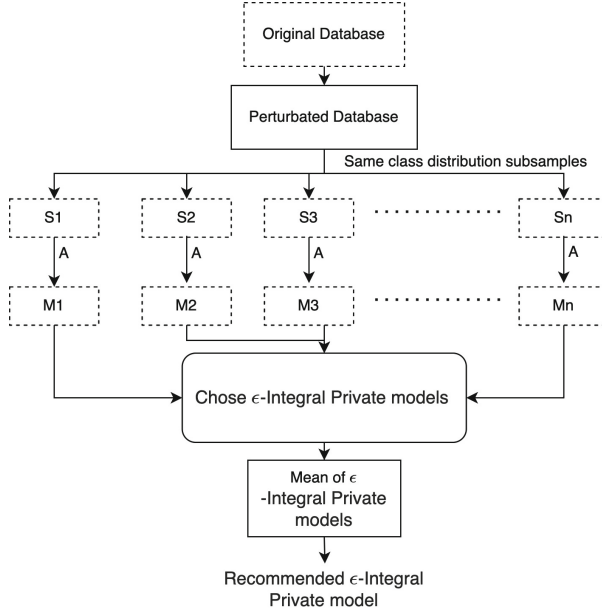 Original Database
Perturbated Database
Same class distribution subsamples
S1 S2 S3 Sn
A A A A
M1 M2 M3 Mn
Chose ϵ-Integral Private models
Mean of ϵ
-Integral Private
models
Recommended ϵ-Integral
Private model